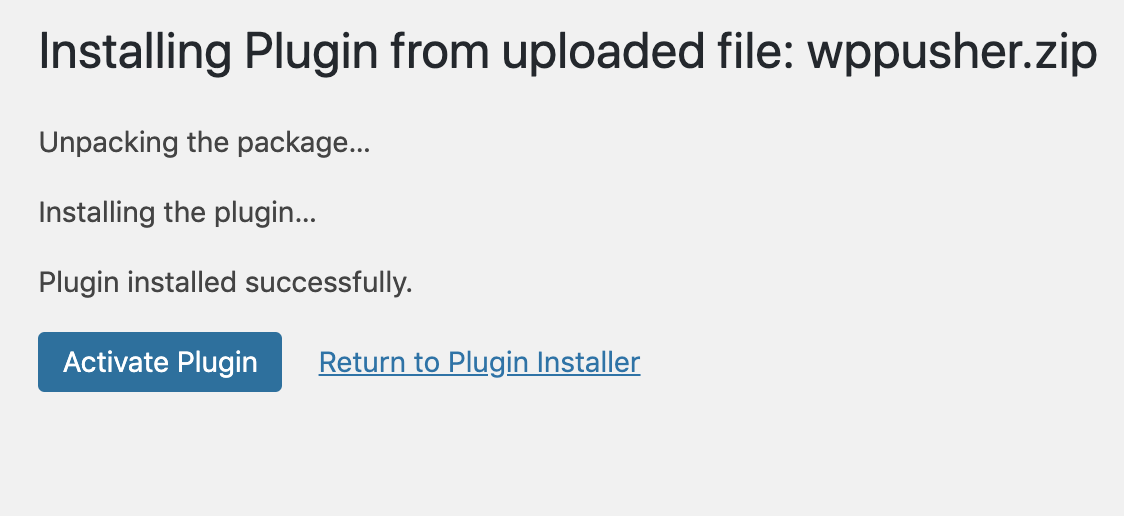 Installing Plugin from uploaded file: wppusher.zip
Unpacking the package...
Installing the plugin...
Plugin installed successfully.
Activate Plugin Return to Plugin Installer